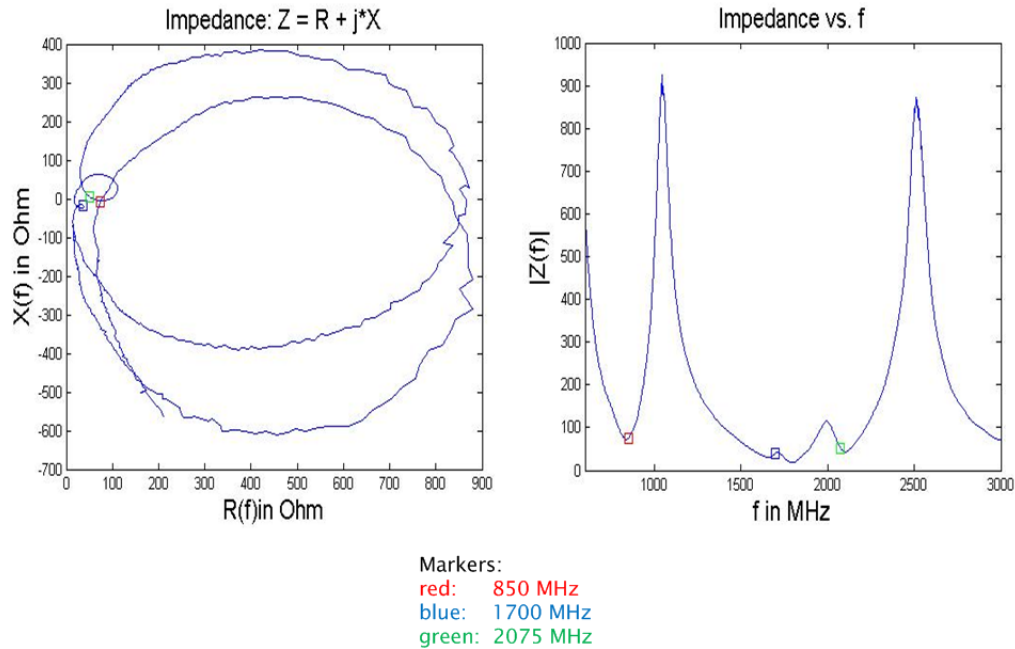 Impedance: Z = R + j*X
X(f) in Ohm
400
300
200
100
0
-100
-200
-300
-400
-500
-600
-700
0 100 200 300 400 500 600 700 800 900
R(f)in Ohm
Impedance vs. f
|Z(f)|
1000
900
800
700
600
500
400
300
200
100
0
1000 1500 2000 2500 3000
f in MHz
Markers:
red: 850 MHz
blue: 1700 MHz
green: 2075 MHz